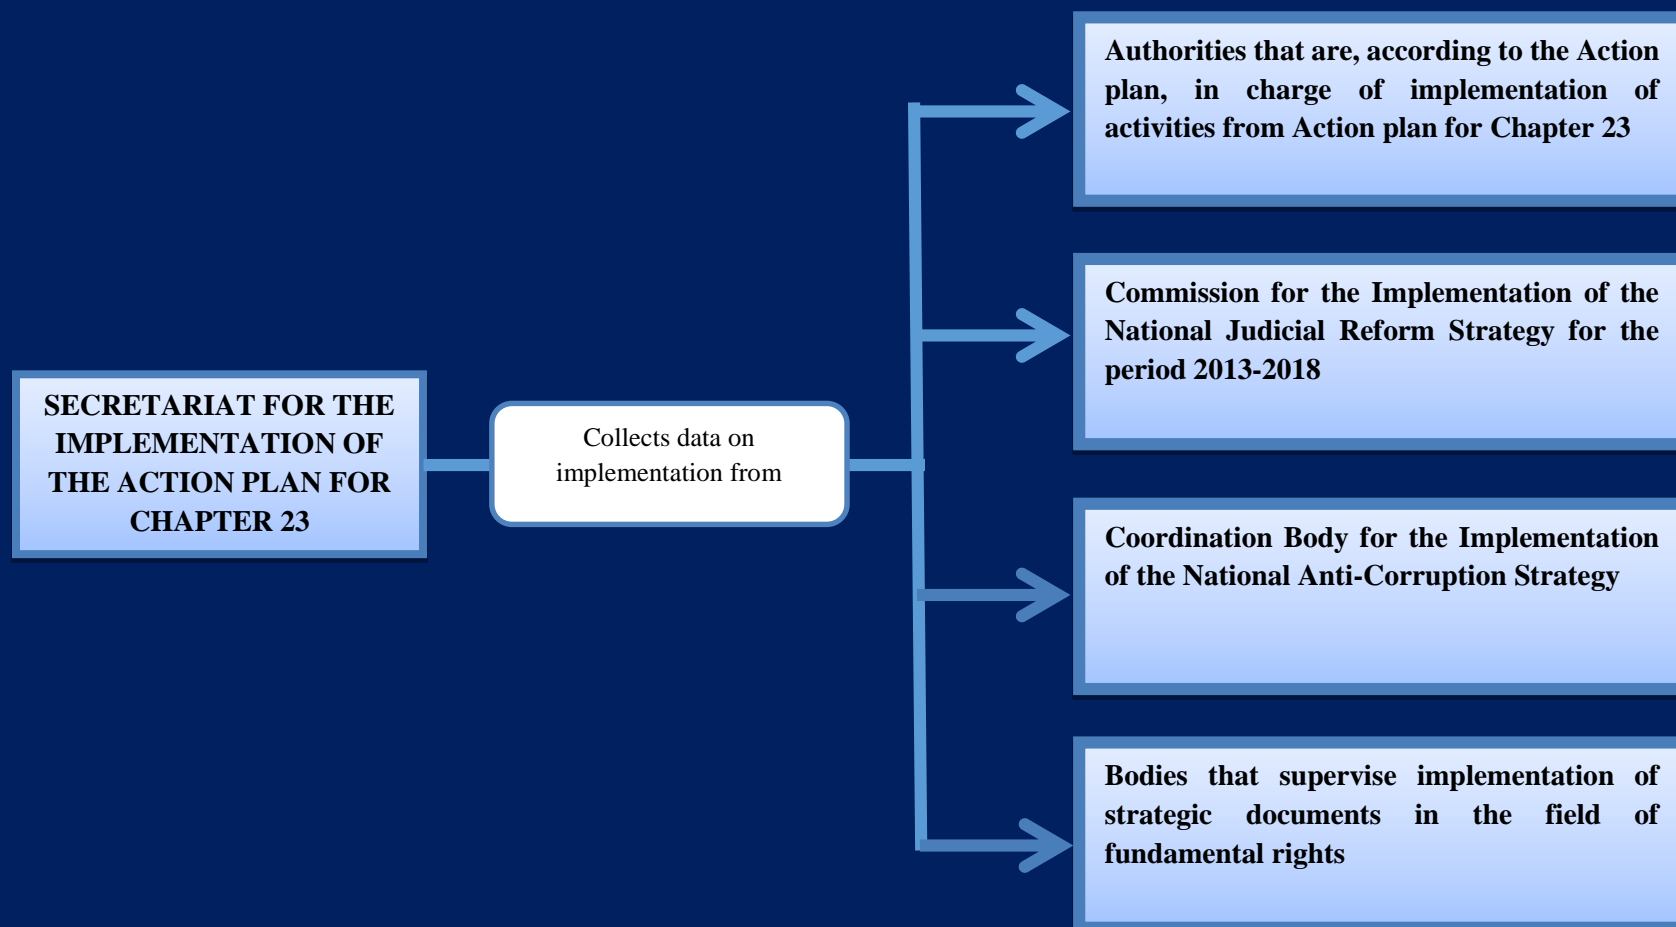 SECRETARIAT FOR THE
IMPLEMENTATION OF
THE ACTION PLAN FOR
CHAPTER 23
Collects data on
implementation from
Authorities that are, according to the Action
plan, in charge of implementation of
activities from Action plan for Chapter 23
Commission for the Implementation of the
National Judicial Reform Strategy for the
period 2013-2018
Coordination Body for the Implementation
of the National Anti-Corruption Strategy
Bodies that supervise implementation of
strategic documents in the field of
fundamental rights